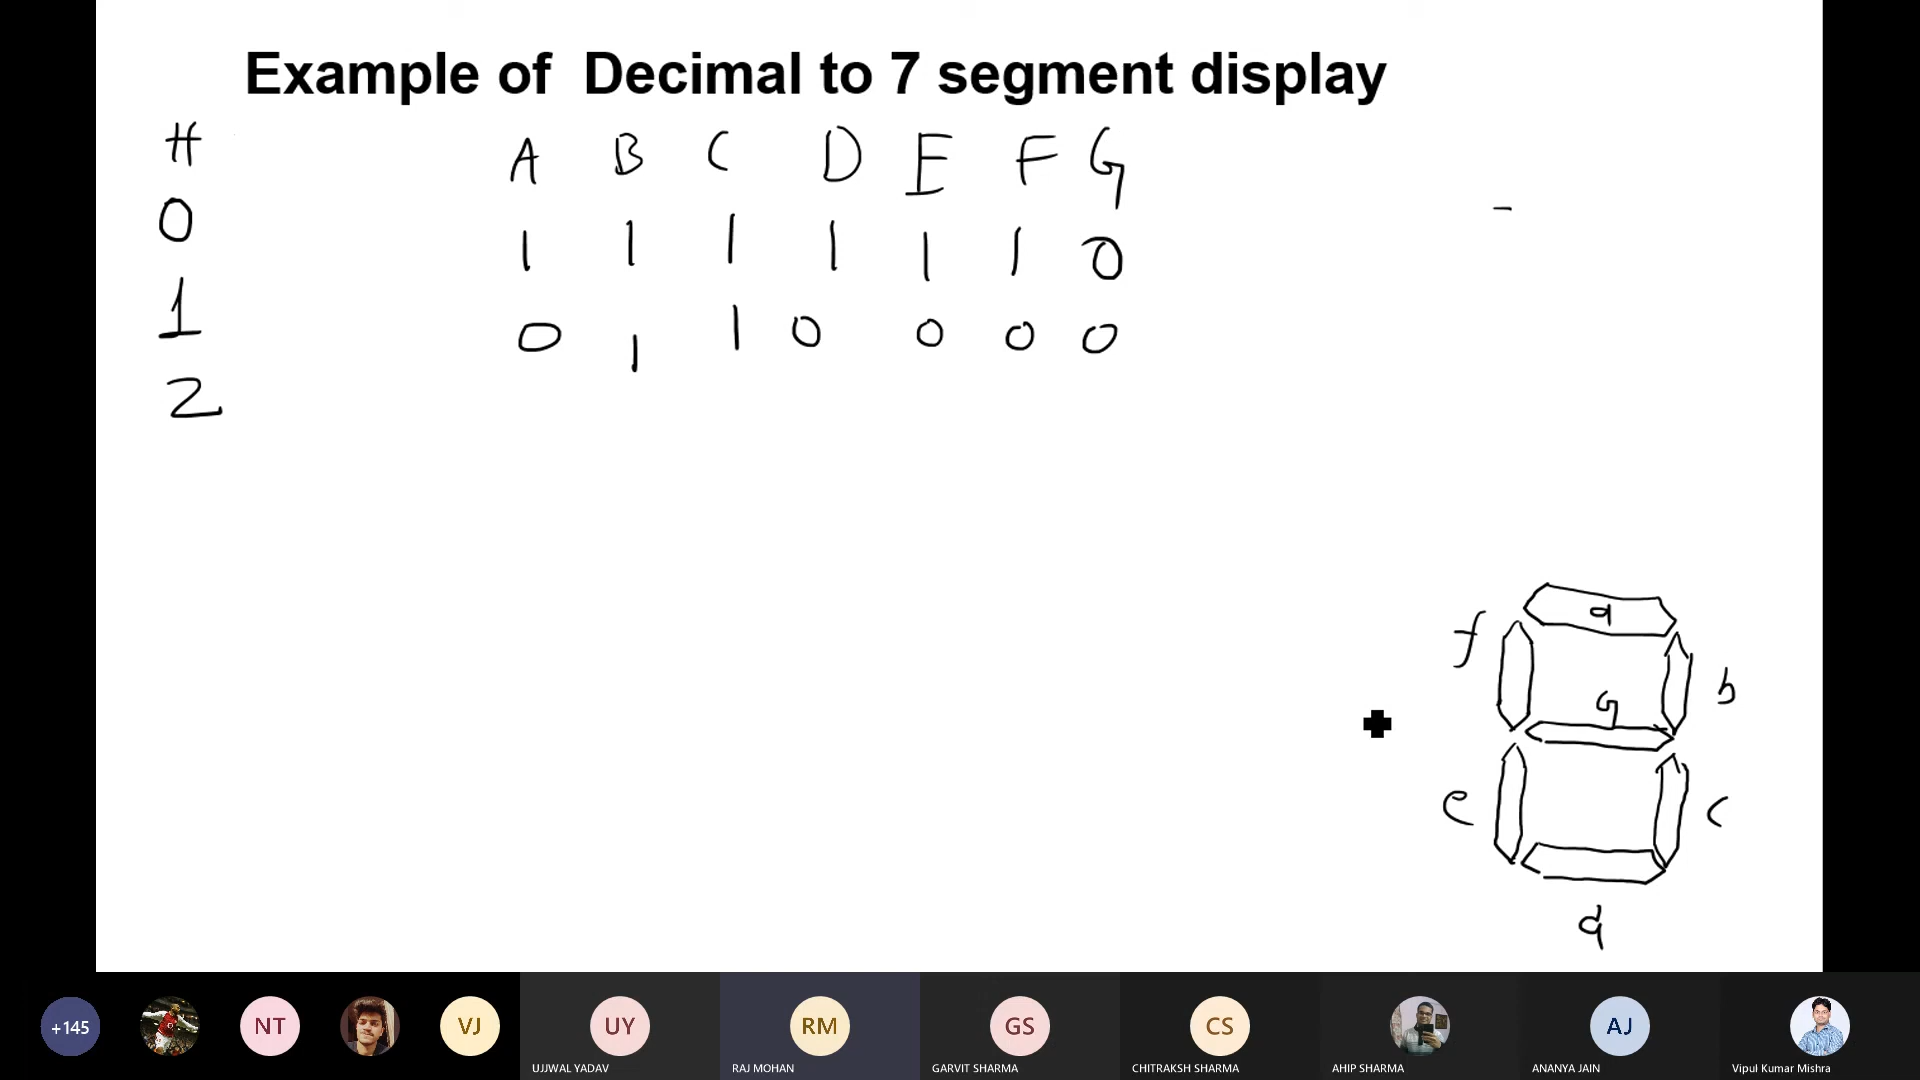 Example of Decimal to 7 segment display
# A B C D E F G
0 1 1 1 1 1 1 0
1 0 1 1 0 0 0 0
2
a
f
b
G
e
c
d
+145
NT
VJ
UY
RM
GS
CS
AJ
UJJWAL YADAV
RAJ MOHAN
GARVIT SHARMA
CHITRAKSH SHARMA
AHIP SHARMA
ANANYA JAIN
Vipul Kumar Mishra